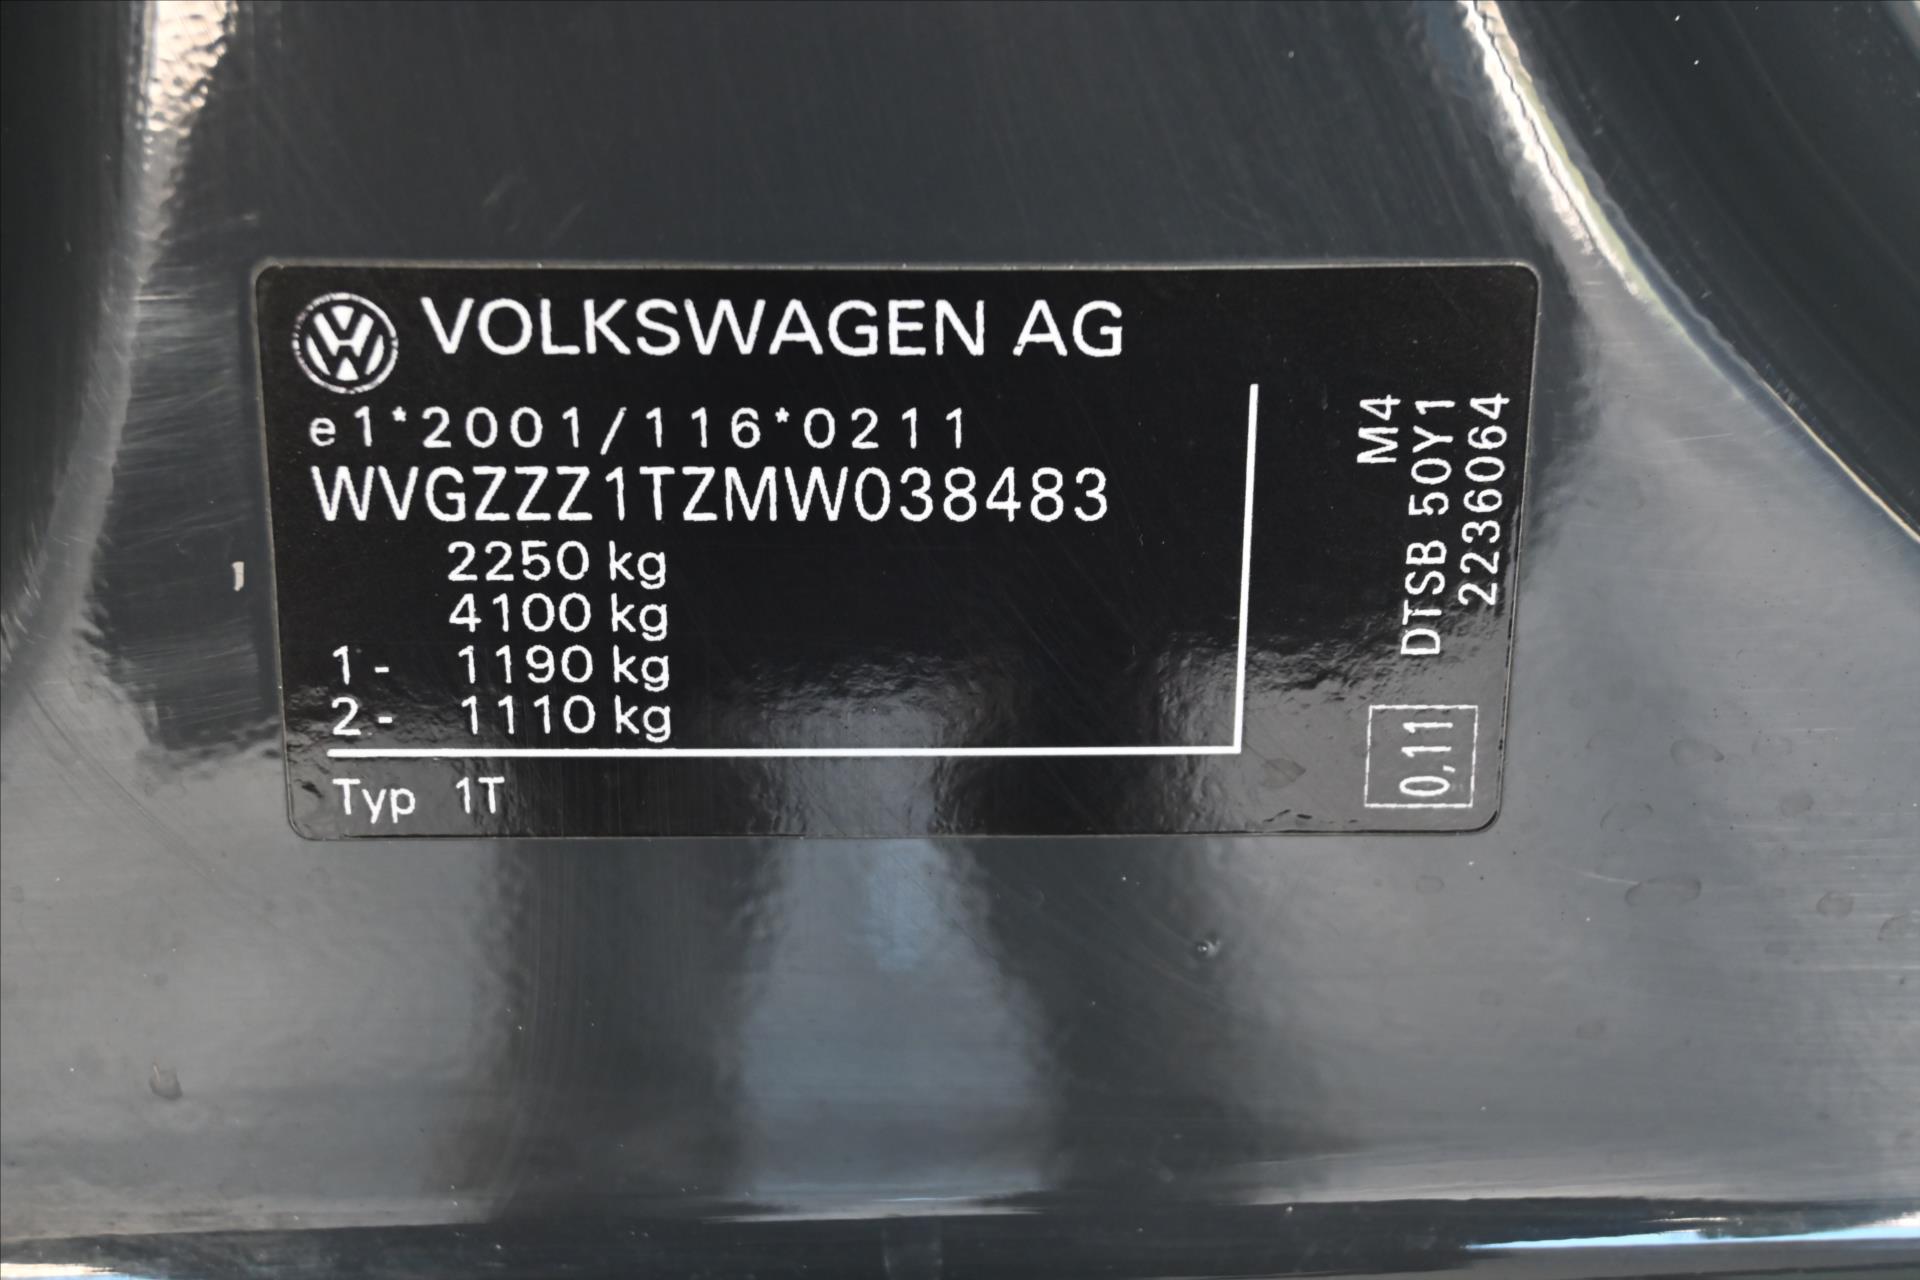 VOLKSWAGEN AG
e1*2001/116*0211
WVGZZZ1TZMW038483
2250 kg
4100 kg
1- 1190 kg
2- 1110 kg
Typ 1T
M4
DTSB 50Y1
2236064
0,11